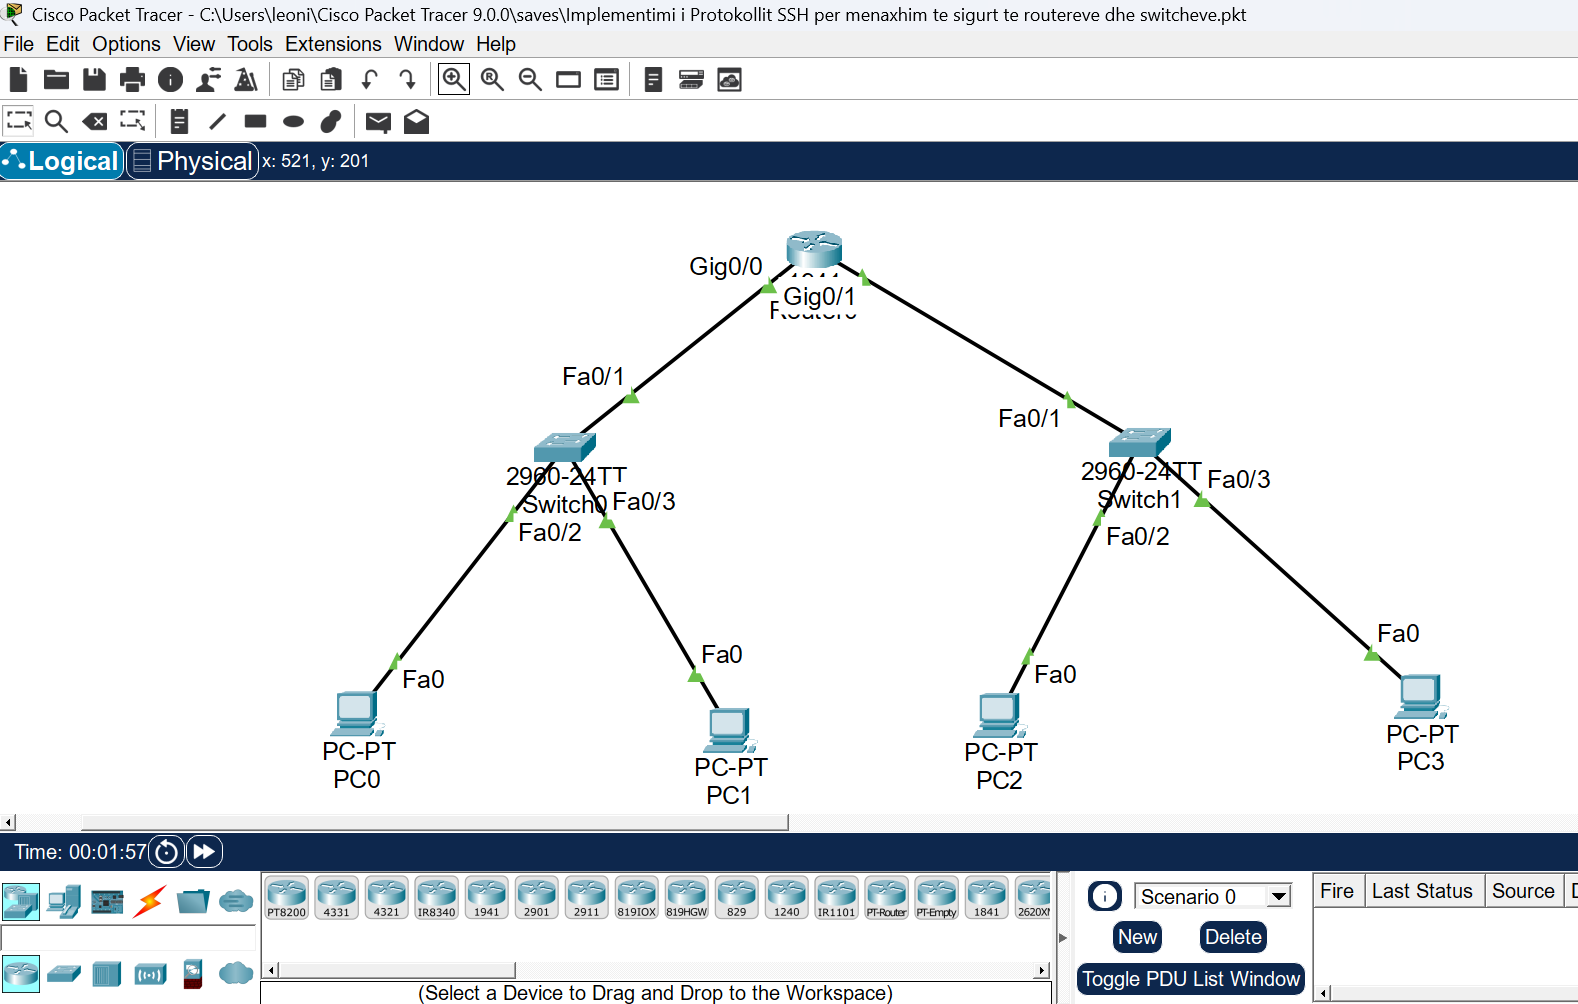 Cisco Packet Tracer - C:\Users\leoni\Cisco Packet Tracer 9.0.0\saves\Implementimi i Protokollit SSH per menaxhim te sigurt te routereve dhe switcheve.pkt
File Edit Options View Tools Extensions Window Help
Logical Physical x: 521, y: 201
Gig0/0
Gig0/1
Fa0/1
Fa0/1
2960-24TT
Switch0
Fa0/3
Fa0/2
2960-24TT
Switch1
Fa0/3
Fa0/2
Fa0
PC-PT
PC0
Fa0
PC-PT
PC1
Fa0
PC-PT
PC2
Fa0
PC-PT
PC3
Time: 00:01:57
PT8200 4331 4321 IR8340 1941 2901 2911 819IOX 819HGW 829 1240 IR1101 PT-Router PT-Empty 1841
(Select a Device to Drag and Drop to the Workspace)
Scenario 0
New Delete
Toggle PDU List Window
Fire Last Status Source